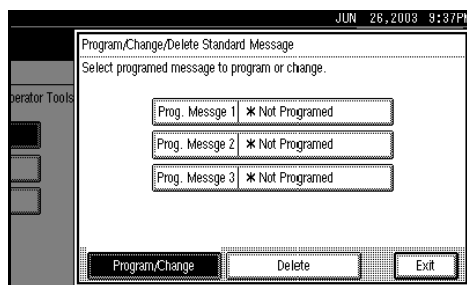 JUN 26,2003 9:37P
Program/Change/Delete Standard Message
Select programed message to program or change.
perator Tools
Prog. Messge 1 ＊ Not Programed
Prog. Messge 2 ＊ Not Programed
Prog. Messge 3 ＊ Not Programed
Program/Change Delete Exit